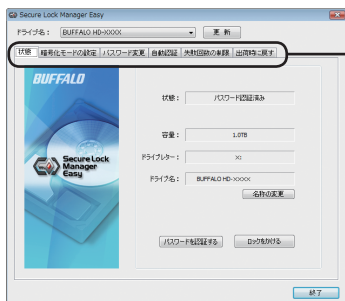 Secure Lock Manager Easy
ドライブ名： BUFFALO HD-XXXX 更 新
状態 暗号化モードの設定 パスワード変更 自動認証 失敗回数の制限 出荷時に戻す
BUFFALO
状態： パスワード認証済み
容量： 1.0TB
Secure Lock
Manager
Easy
ドライブレター： X:
ドライブ名： BUFFALO HD-XXXX
名称の変更
パスワードを認証する ロックをかける
終了